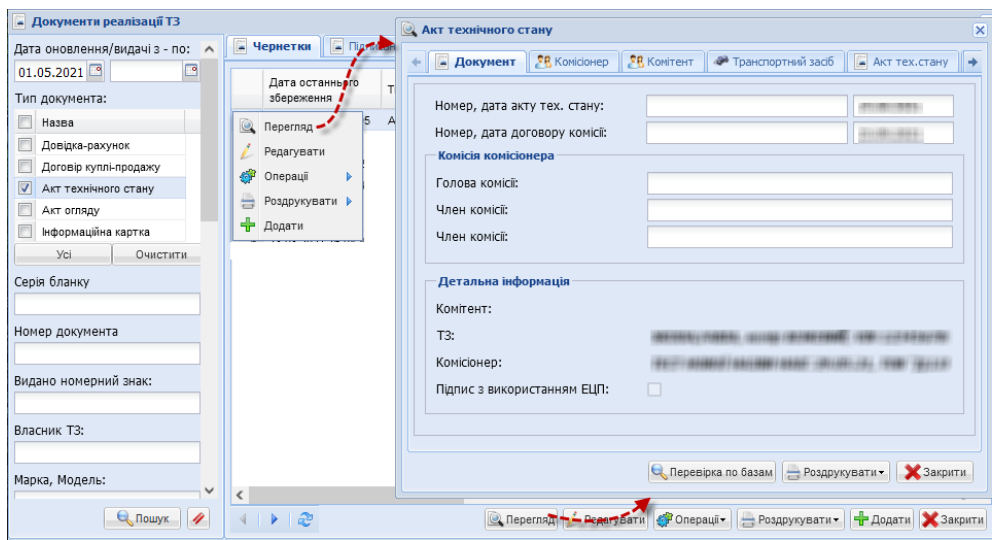 Документи реалізації ТЗ
Дата оновлення/видачі з - по:
01.05.2021
Тип документа:
Назва
Довідка-рахунок
Договір куплі-продажу
Акт технічного стану
Акт огляду
Інформаційна картка
Усі Очистити
Серія бланку
Номер документа
Видано номерний знак:
Власник ТЗ:
Марка, Модель:
Пошук
Чернетки
Дата останнього
збереження
Перегляд
Редагувати
Операції
Роздрукувати
Додати
Акт технічного стану
Документ Комісіонер Комітент Транспортний засіб Акт тех.стану
Номер, дата акту тех. стану:
Номер, дата договору комісії:
Комісія комісіонера
Голова комісії:
Член комісії:
Член комісії:
Детальна інформація
Комітент:
ТЗ:
Комісіонер:
Підпис з використанням ЕЦП:
Перевірка по базам Роздрукувати Закрити
Перегляд Редагувати Операції Роздрукувати Додати Закрити